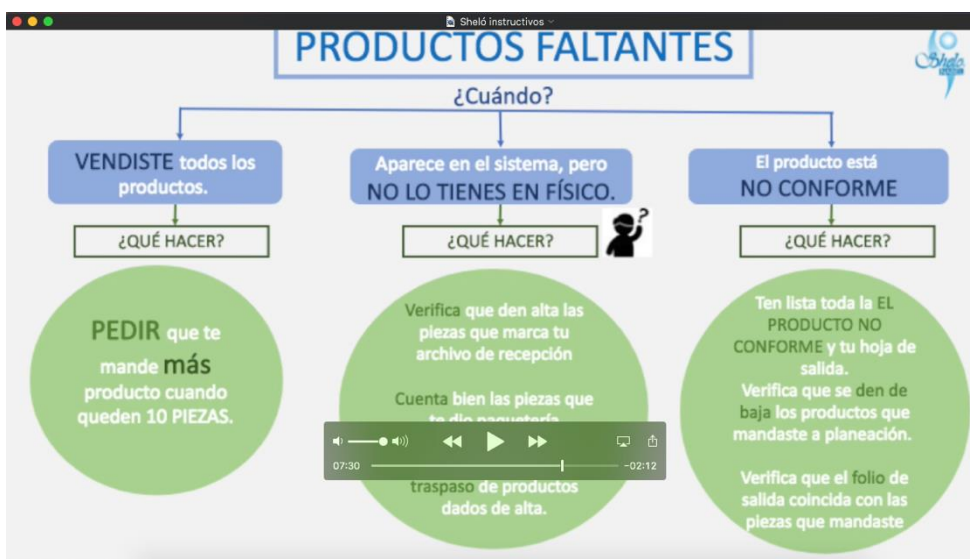 Sheló instructivos
PRODUCTOS FALTANTES
Shelo
NABEL
¿Cuándo?
VENDISTE todos los
productos.
¿QUÉ HACER?
PEDIR que te
mande más
producto cuando
queden 10 PIEZAS.
Aparece en el sistema, pero
NO LO TIENES EN FÍSICO.
?
¿QUÉ HACER?
Verifica que den alta las
piezas que marca tu
archivo de recepción
Cuenta bien las piezas que
te dio paquetería
traspaso de productos
dados de alta.
El producto está
NO CONFORME
¿QUÉ HACER?
Ten lista toda la EL
PRODUCTO NO
CONFORME y tu hoja de
salida.
Verifica que se den de
baja los productos que
mandaste a planeación.
Verifica que el folio de
salida coincida con las
piezas que mandaste
07:30
-02:12